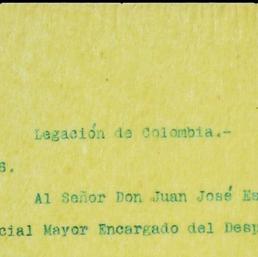 Legación de Colombia.-
6.
Al Señor Don Juan José Es
cial Mayor Encargado del Desp